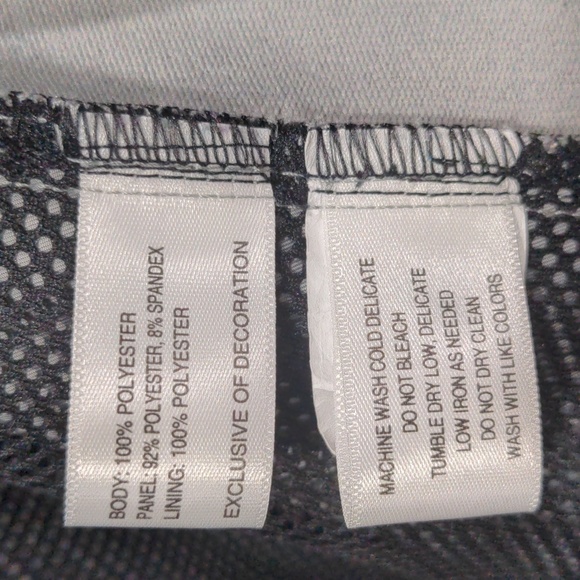 BODY: 100% POLYESTER
PANEL: 92% POLYESTER, 8% SPANDEX
LINING: 100% POLYESTER
EXCLUSIVE OF DECORATION
MACHINE WASH COLD DELICATE
DO NOT BLEACH
TUMBLE DRY LOW, DELICATE
LOW IRON AS NEEDED
DO NOT DRY CLEAN
WASH WITH LIKE COLORS